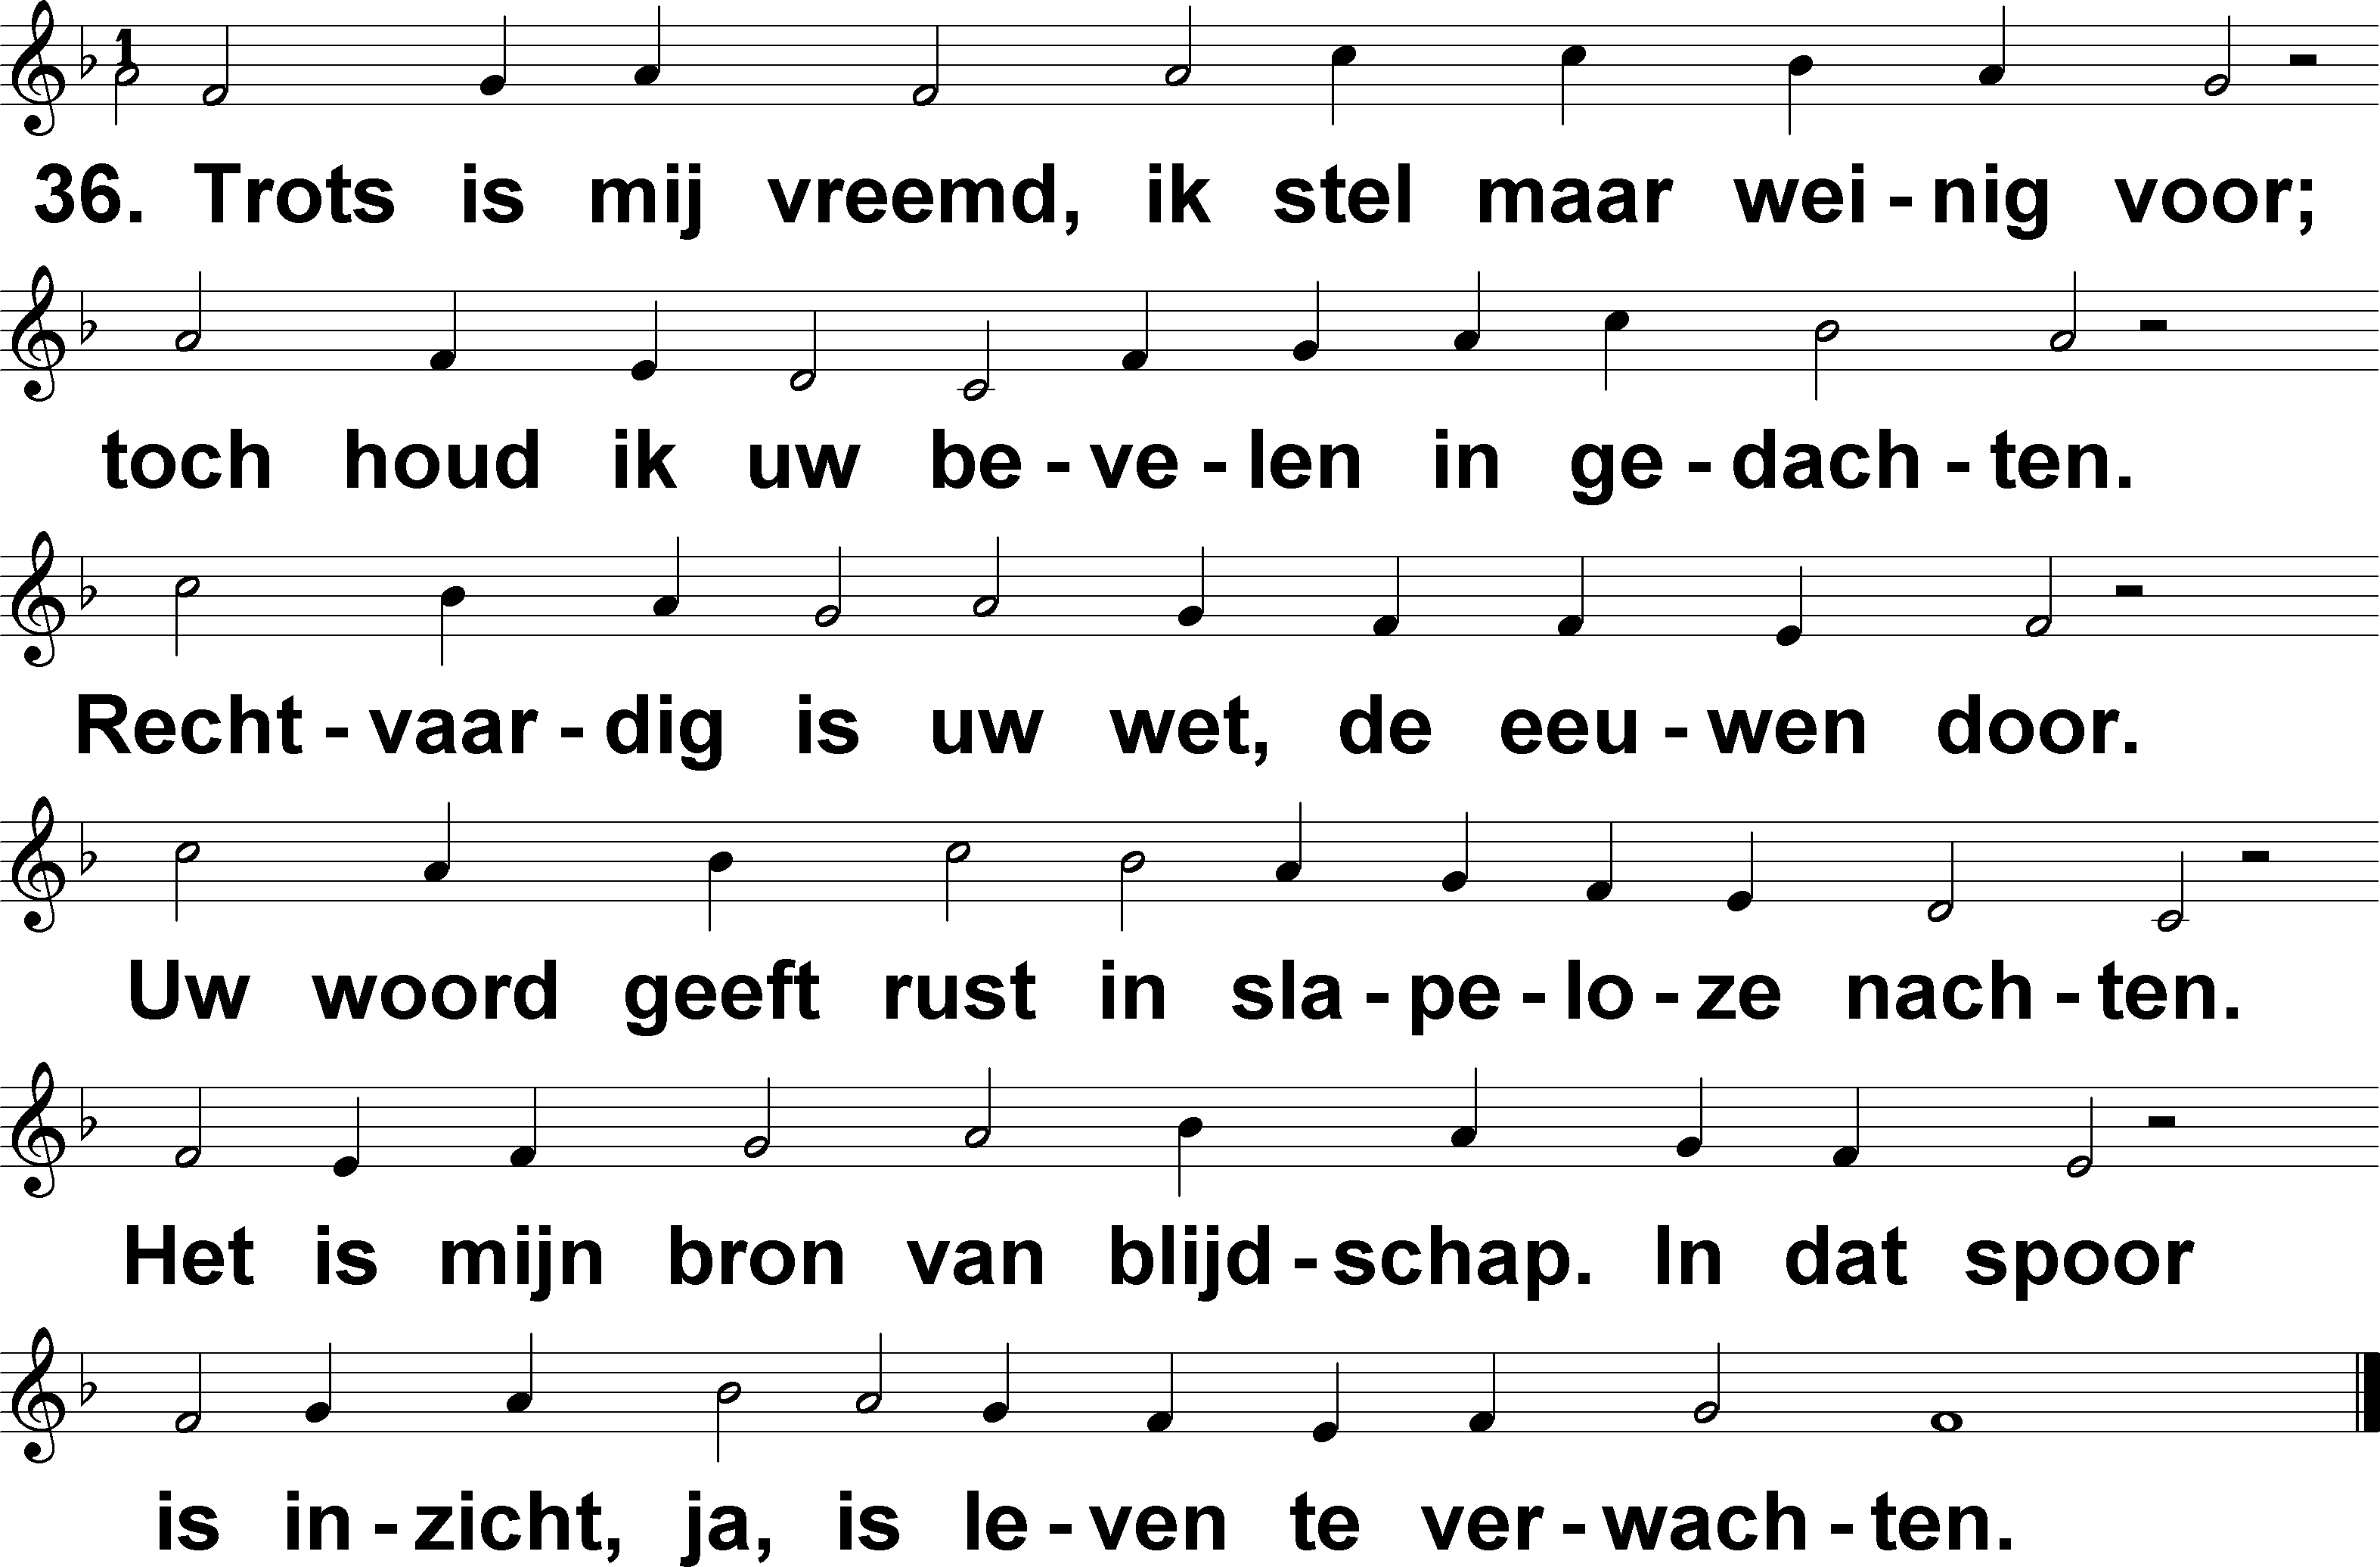 36. Trots is mij vreemd, ik stel maar wei - nig voor;
toch houd ik uw be - ve - len in ge - dach - ten.
Recht - vaar - dig is uw wet, de eeu - wen door.
Uw woord geeft rust in sla - pe - lo - ze nach - ten.
Het is mijn bron van blijd - schap. In dat spoor
is in - zicht, ja, is le - ven te ver - wach - ten.